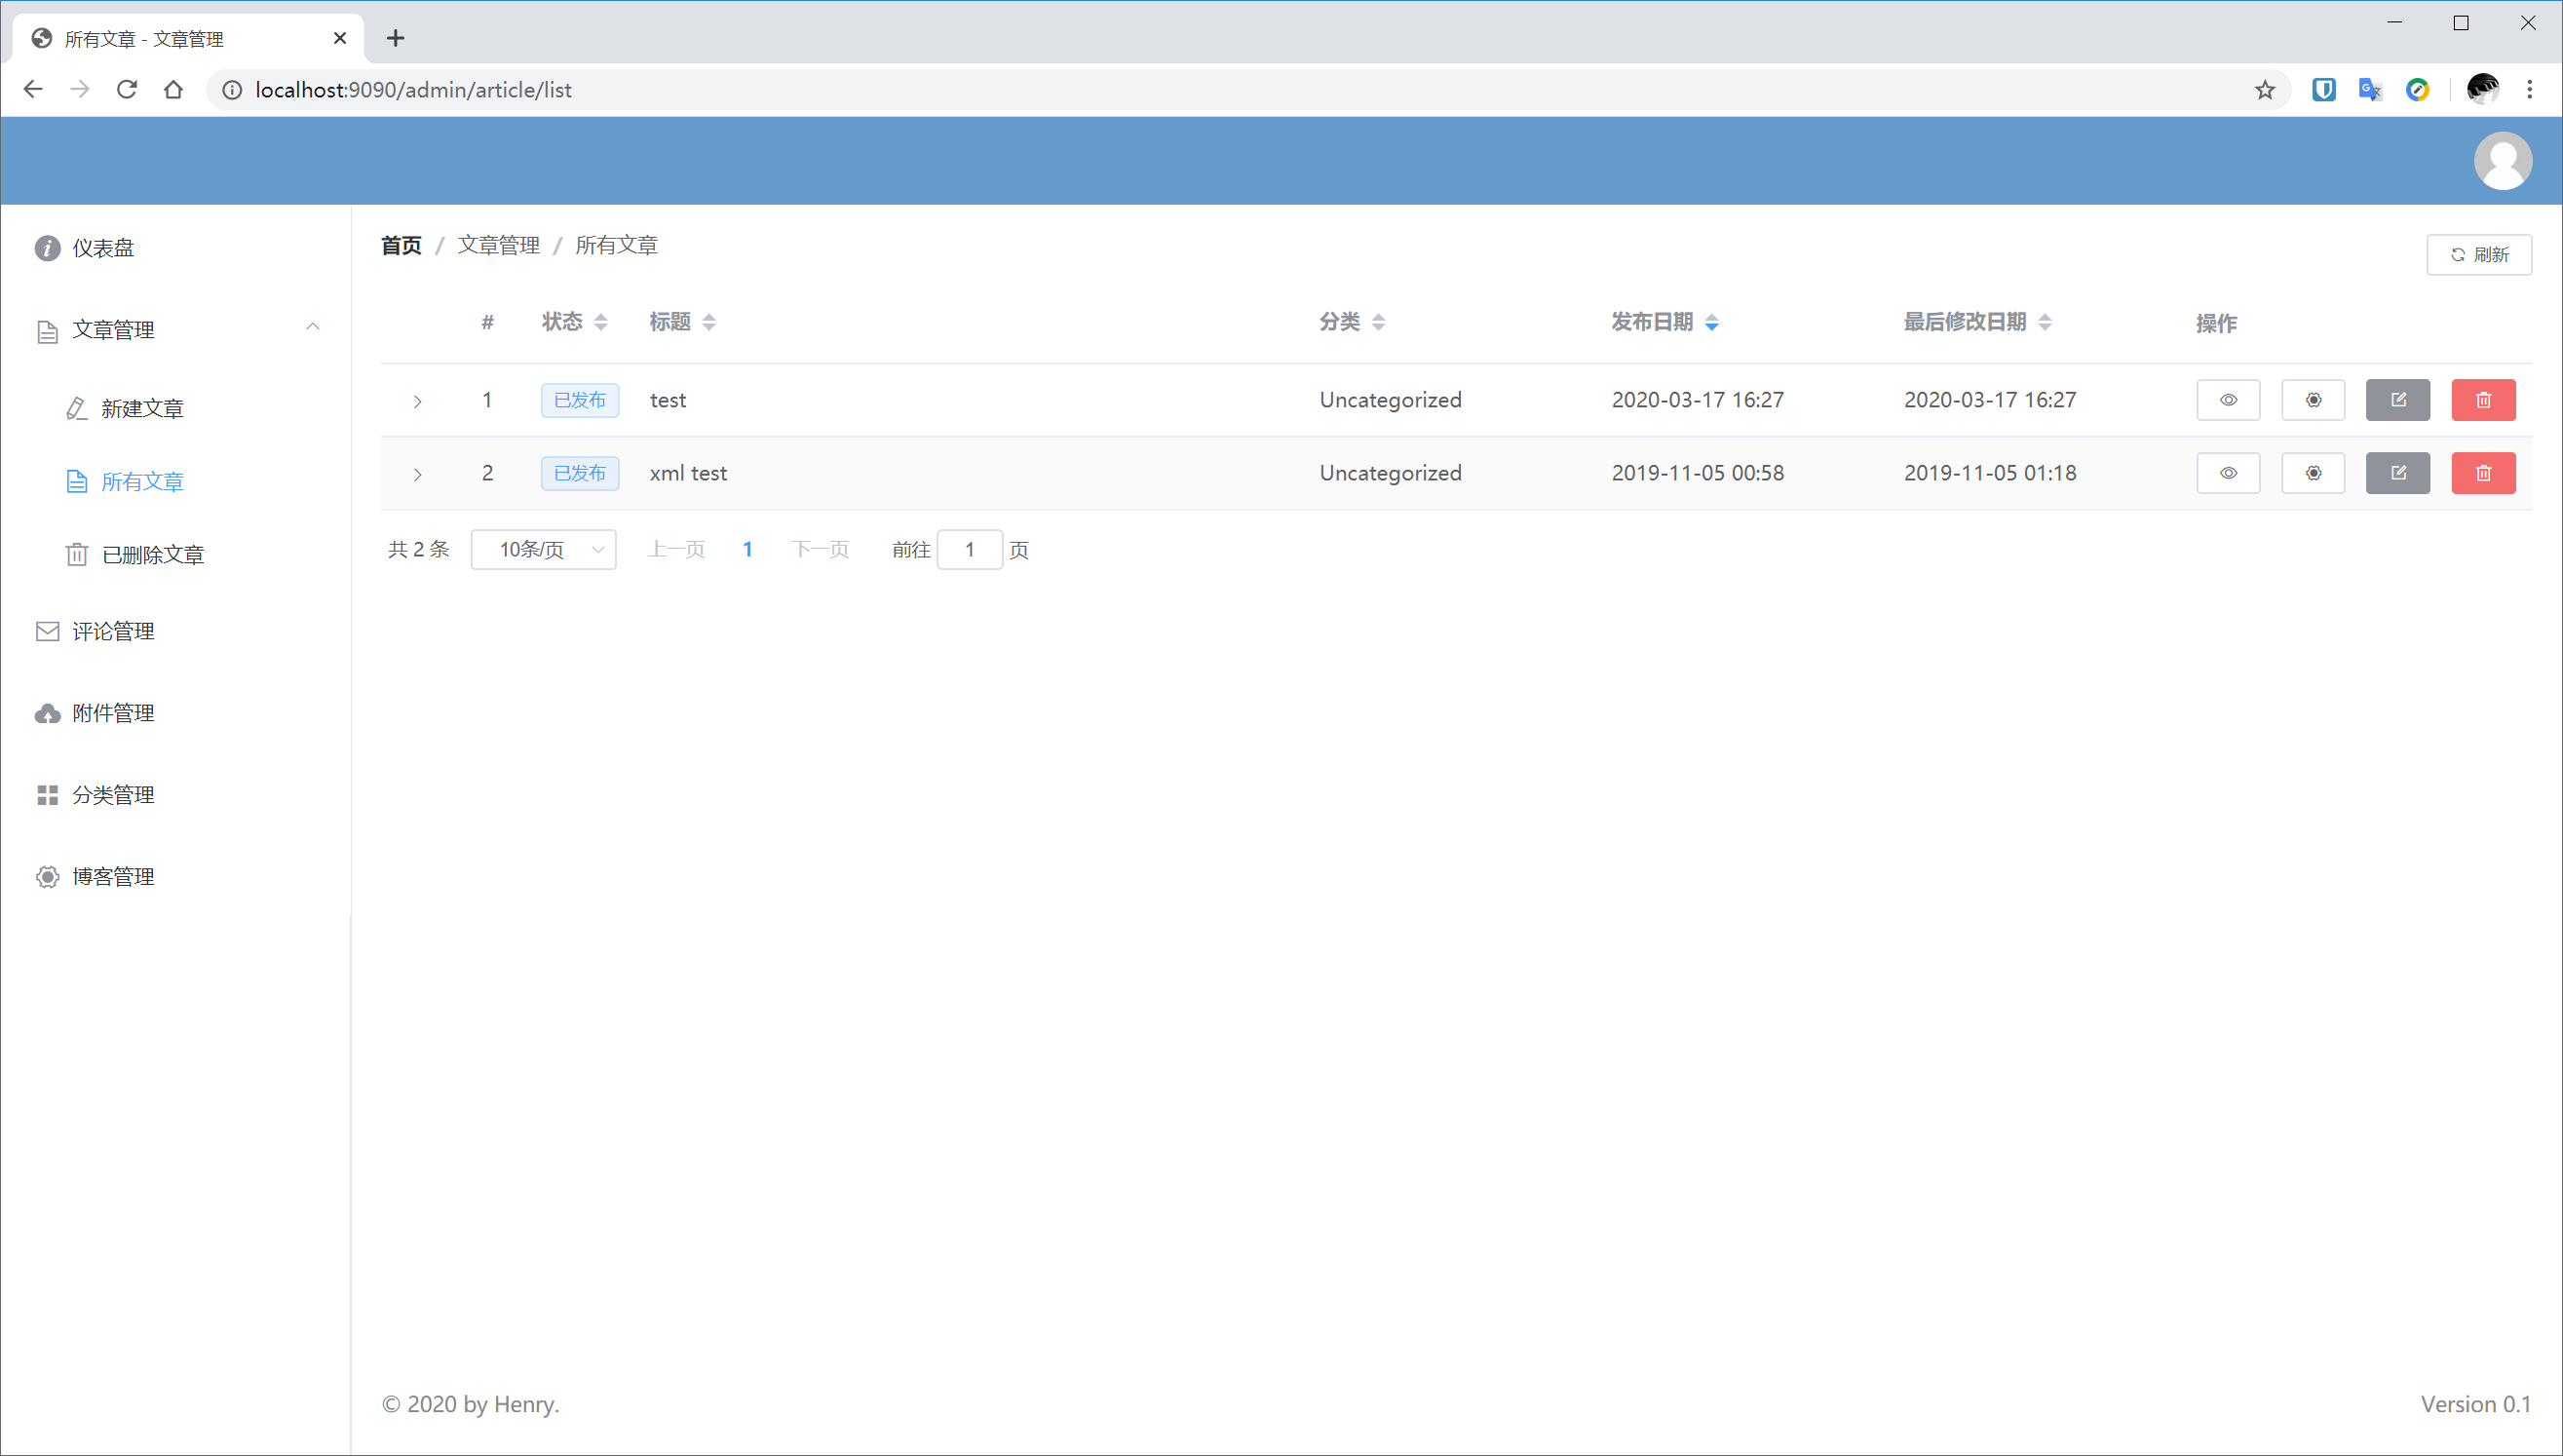 所有文章 - 文章管理
localhost:9090/admin/article/list
仪表盘
文章管理
新建文章
所有文章
已删除文章
评论管理
附件管理
分类管理
博客管理
首页 / 文章管理 / 所有文章
刷新
# 状态 标题 分类 发布日期 最后修改日期 操作
1 已发布 test Uncategorized 2020-03-17 16:27 2020-03-17 16:27
2 已发布 xml test Uncategorized 2019-11-05 00:58 2019-11-05 01:18
共 2 条 10条/页 上一页 1 下一页 前往 1 页
© 2020 by Henry. Version 0.1